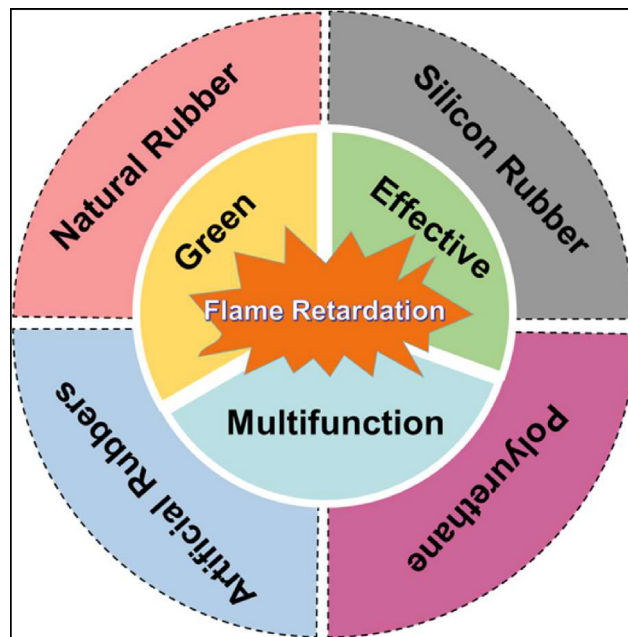 Natural Rubber
Silicon Rubber
Green
Effective
Flame Retardation
Multifunction
Artificial Rubbers
Polyurethane